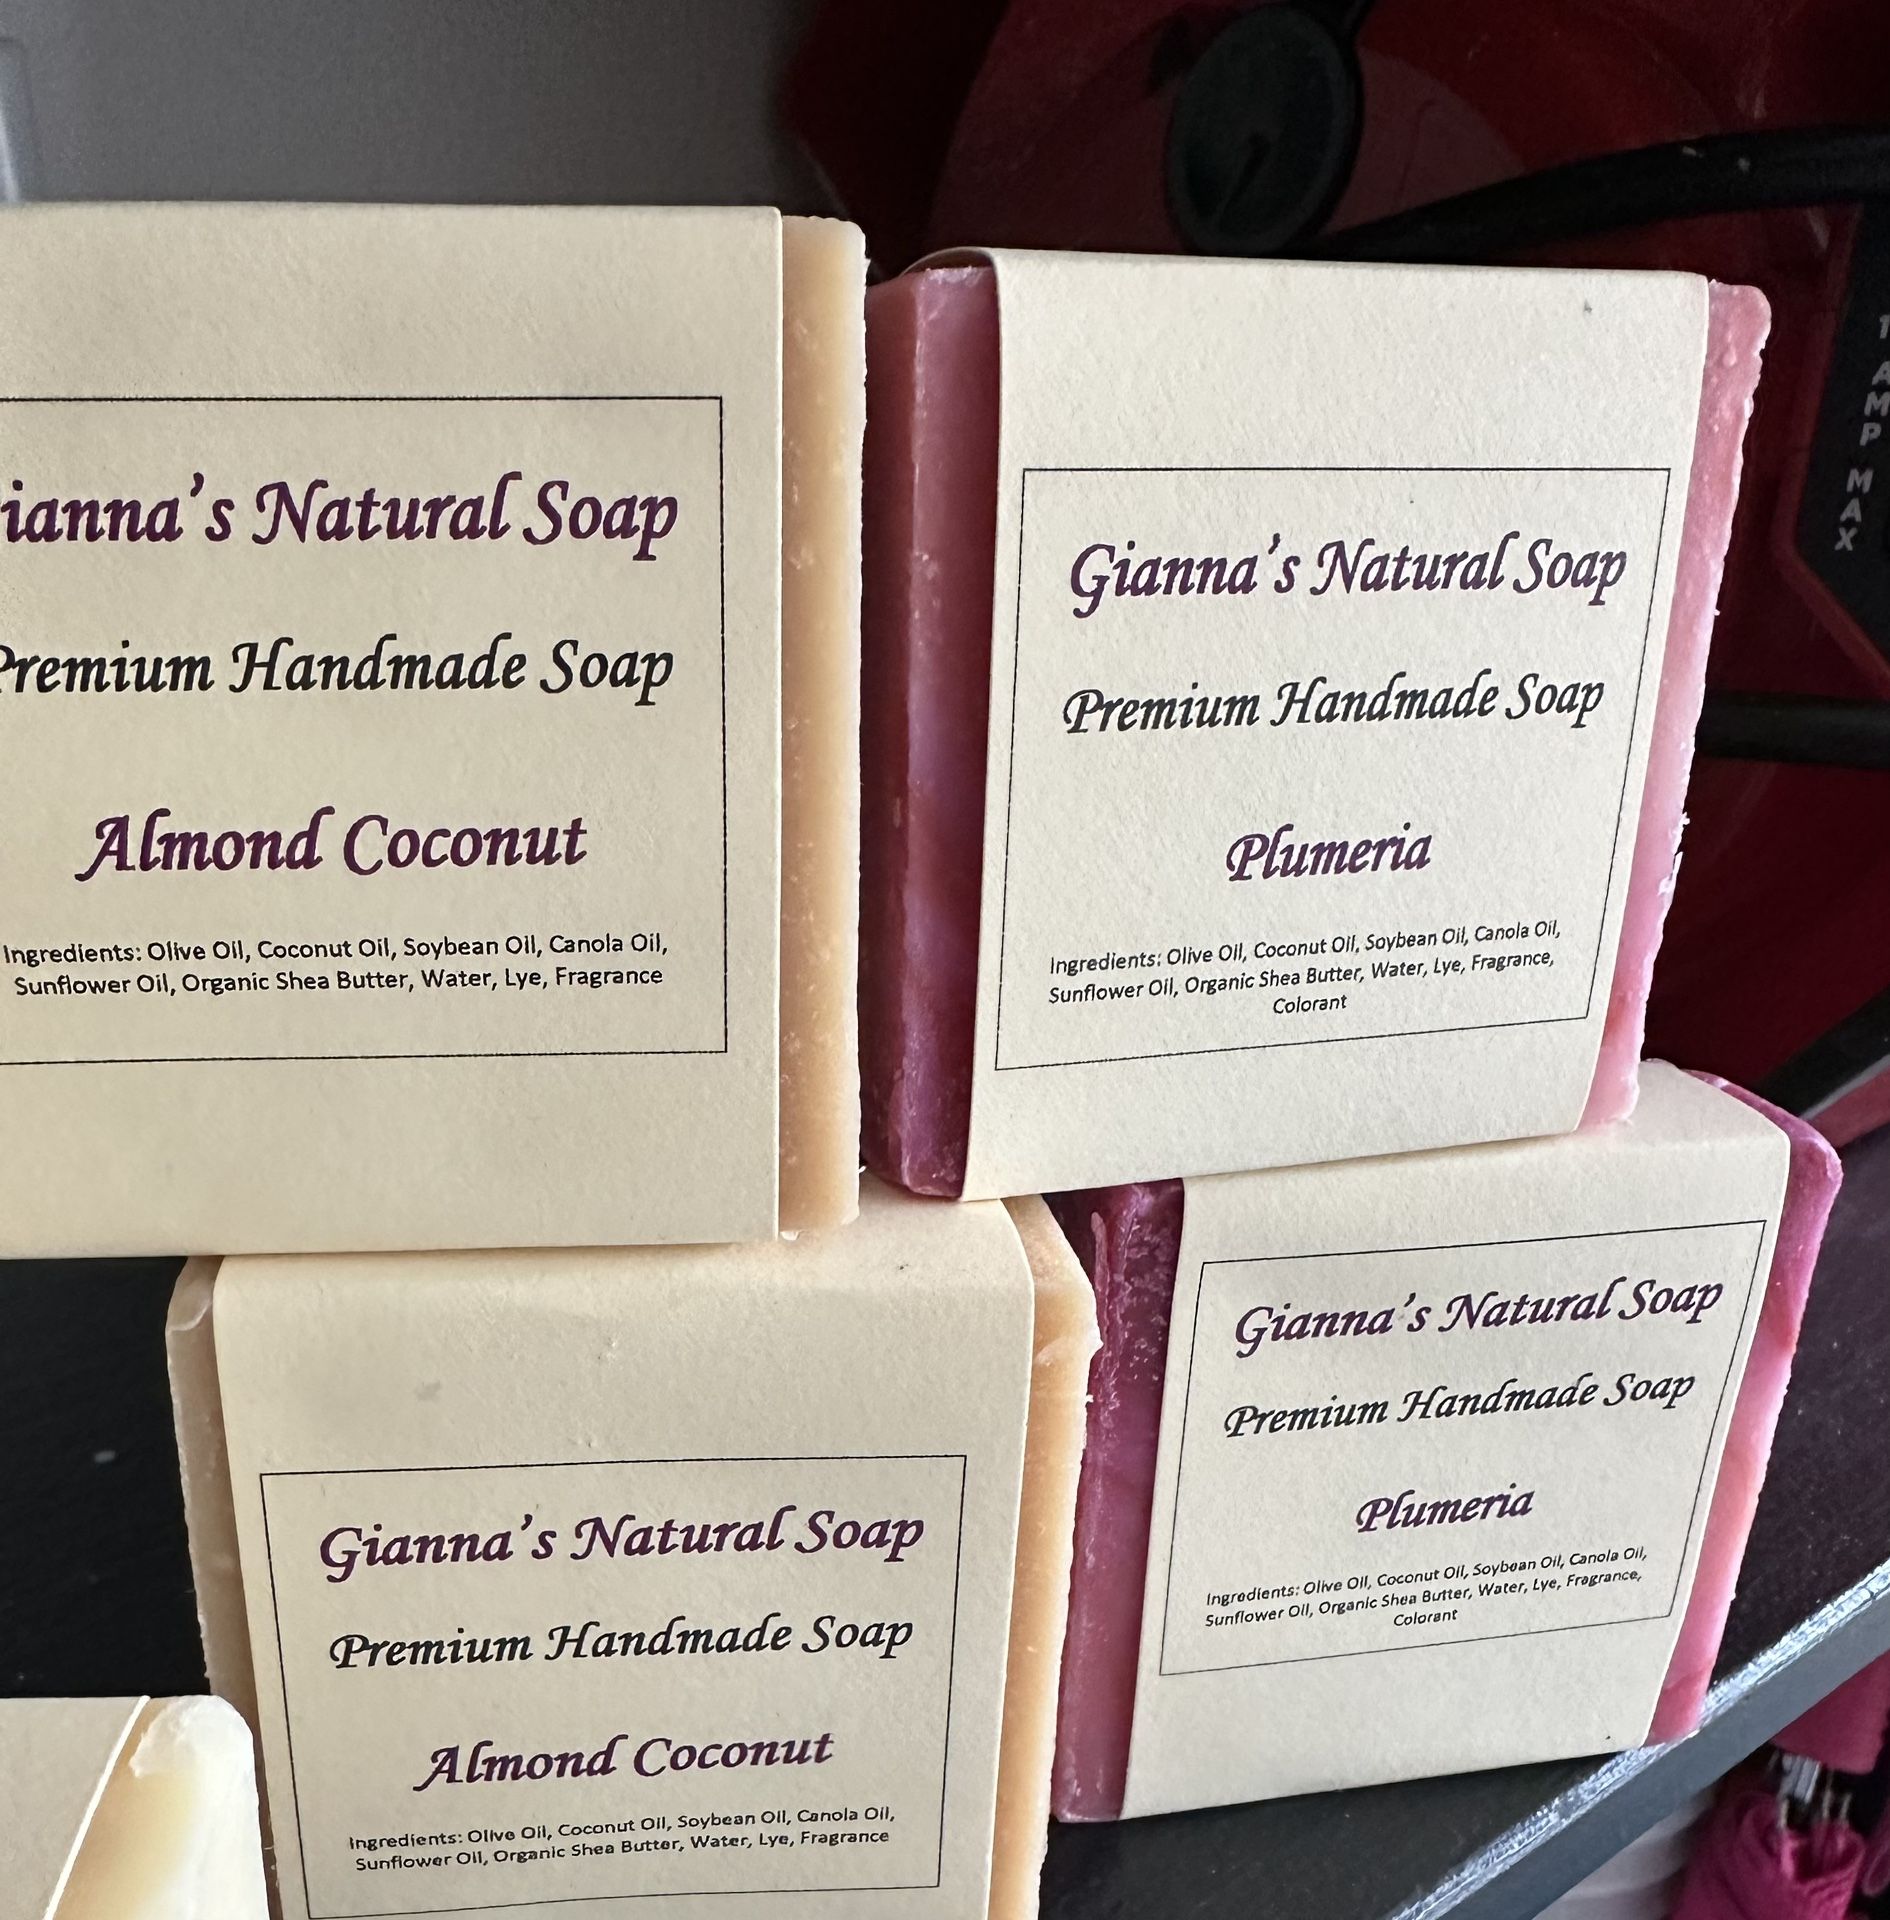 ianna's Natural Soap
Premium Handmade Soap
Almond Coconut
Ingredients: Olive Oil, Coconut Oil, Soybean Oil, Canola Oil,
Sunflower Oil, Organic Shea Butter, Water, Lye, Fragrance
Gianna's Natural Soap
Premium Handmade Soap
Plumeria
Ingredients: Olive Oil, Coconut Oil, Soybean Oil, Canola Oil,
Sunflower Oil, Organic Shea Butter, Water, Lye, Fragrance,
Colorant
1 AMP MAX
Gianna's Natural Soap
Premium Handmade Soap
Almond Coconut
Ingredients: Olive Oil, Coconut Oil, Soybean Oil, Canola Oil,
Sunflower Oil, Organic Shea Butter, Water, Lye, Fragrance
Gianna's Natural Soap
Premium Handmade Soap
Plumeria
Ingredients: Olive Oil, Coconut Oil, Soybean Oil, Canola Oil,
Sunflower Oil, Organic Shea Butter, Water, Lye, Fragrance,
Colorant